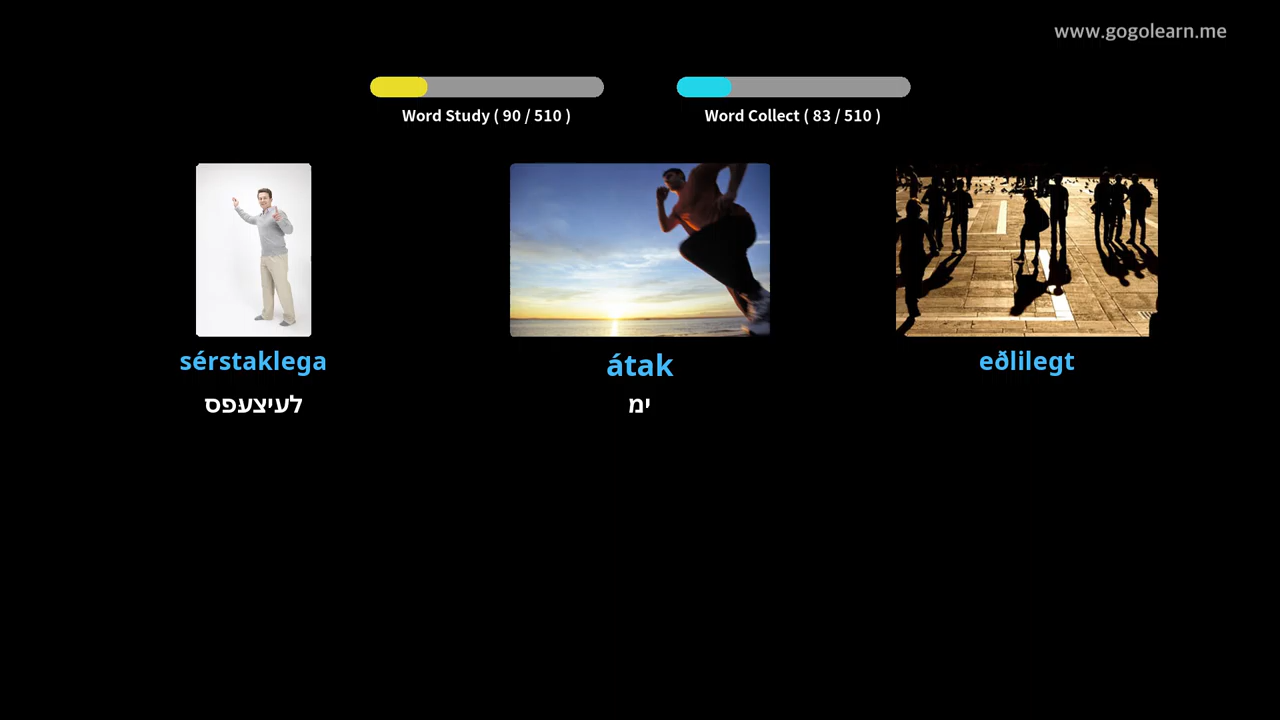 www.gogolearn.me
Word Study ( 90 / 510 )
Word Collect ( 83 / 510 )
sérstaklega
átak
eðlilegt
לעיצעפס
ימ